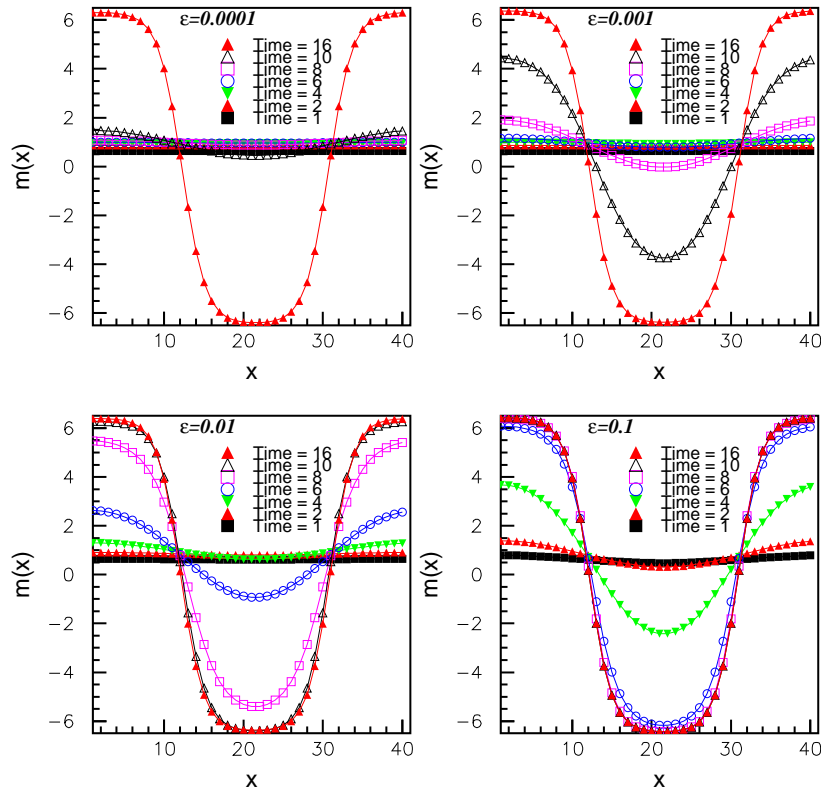 ε=0.0001
Time = 16
Time = 10
Time = 8
Time = 6
Time = 4
Time = 2
Time = 1
6
4
2
0
−2
−4
−6
m(x)
10
20
30
40
x
ε=0.001
Time = 16
Time = 10
Time = 8
Time = 6
Time = 4
Time = 2
Time = 1
6
4
2
0
−2
−4
−6
m(x)
10
20
30
40
x
ε=0.01
Time = 16
Time = 10
Time = 8
Time = 6
Time = 4
Time = 2
Time = 1
6
4
2
0
−2
−4
−6
m(x)
10
20
30
40
x
ε=0.1
Time = 16
Time = 10
Time = 8
Time = 6
Time = 4
Time = 2
Time = 1
6
4
2
0
−2
−4
−6
m(x)
10
20
30
40
x